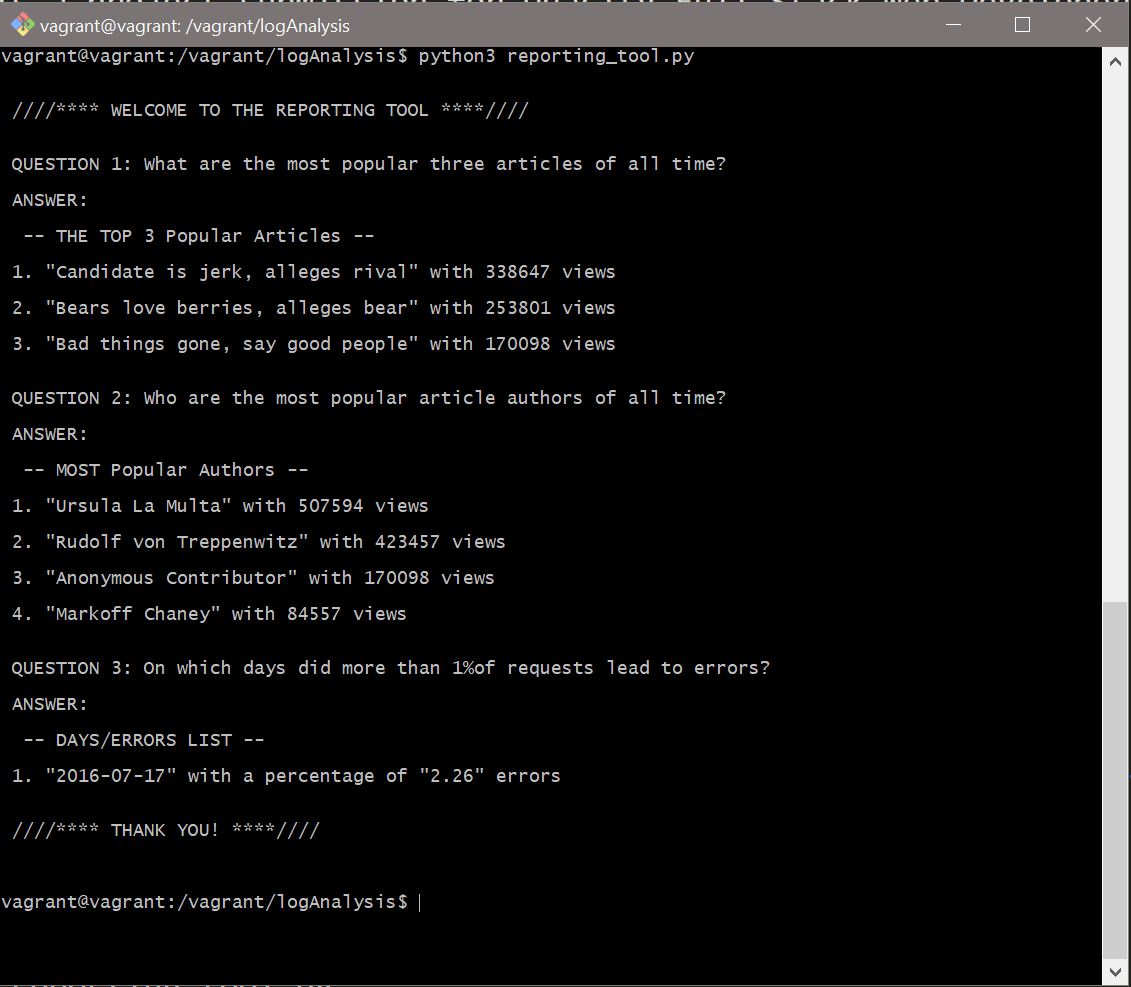 vagrant@vagrant: /vagrant/logAnalysis
vagrant@vagrant:/vagrant/logAnalysis$ python3 reporting_tool.py
////**** WELCOME TO THE REPORTING TOOL ****////
QUESTION 1: What are the most popular three articles of all time?
ANSWER:
-- THE TOP 3 Popular Articles --
1. "Candidate is jerk, alleges rival" with 338647 views
2. "Bears love berries, alleges bear" with 253801 views
3. "Bad things gone, say good people" with 170098 views
QUESTION 2: Who are the most popular article authors of all time?
ANSWER:
-- MOST Popular Authors --
1. "Ursula La Multa" with 507594 views
2. "Rudolf von Treppenwitz" with 423457 views
3. "Anonymous Contributor" with 170098 views
4. "Markoff Chaney" with 84557 views
QUESTION 3: On which days did more than 1%of requests lead to errors?
ANSWER:
-- DAYS/ERRORS LIST --
1. "2016-07-17" with a percentage of "2.26" errors
////**** THANK YOU! ****////
vagrant@vagrant:/vagrant/logAnalysis$